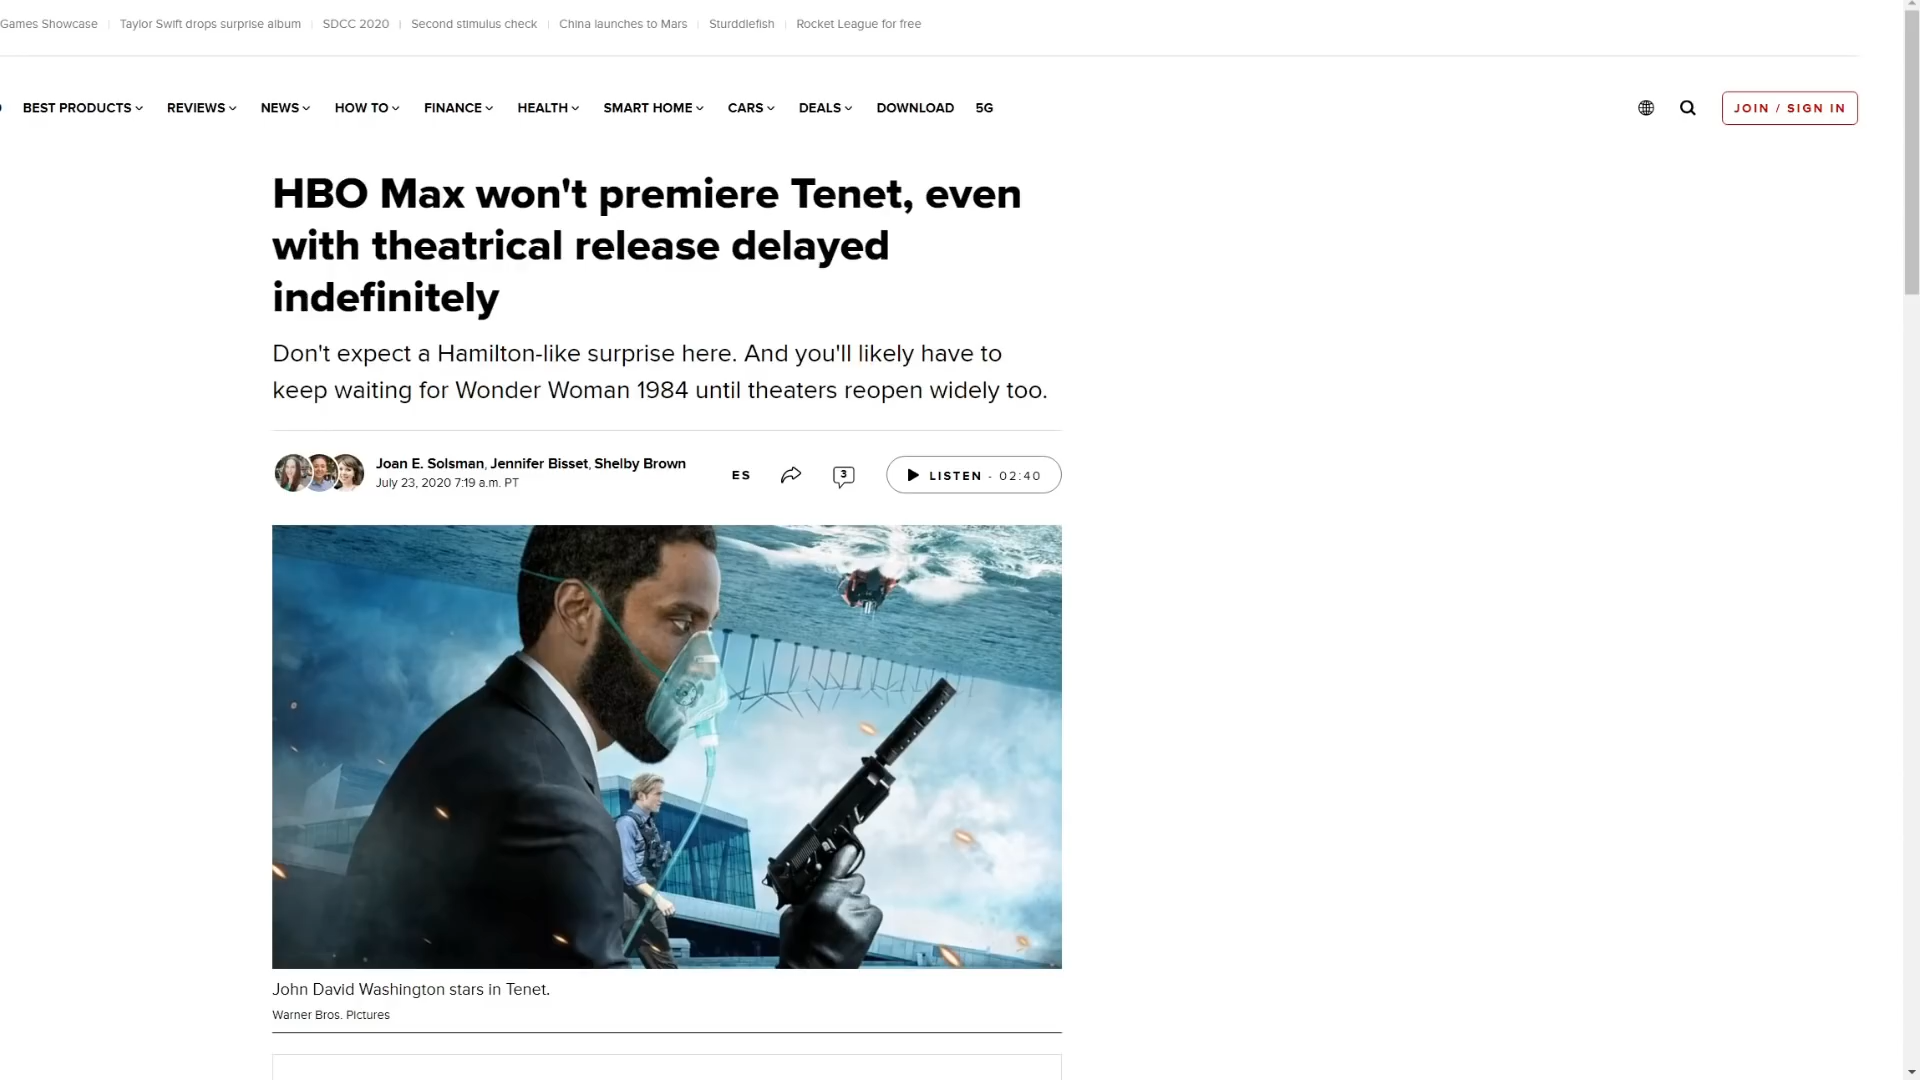 Games Showcase | Taylor Swift drops surprise album | SDCC 2020 | Second stimulus check | China launches to Mars | Sturddlefish | Rocket League for free
BEST PRODUCTS REVIEWS NEWS HOW TO FINANCE HEALTH SMART HOME CARS DEALS DOWNLOAD 5G JOIN / SIGN IN
HBO Max won't premiere Tenet, even
with theatrical release delayed
indefinitely
Don't expect a Hamilton-like surprise here. And you'll likely have to
keep waiting for Wonder Woman 1984 until theaters reopen widely too.
Joan E. Solsman, Jennifer Bisset, Shelby Brown
July 23, 2020 7:19 a.m. PT
ES 3 LISTEN - 02:40
John David Washington stars in Tenet.
Warner Bros. Pictures